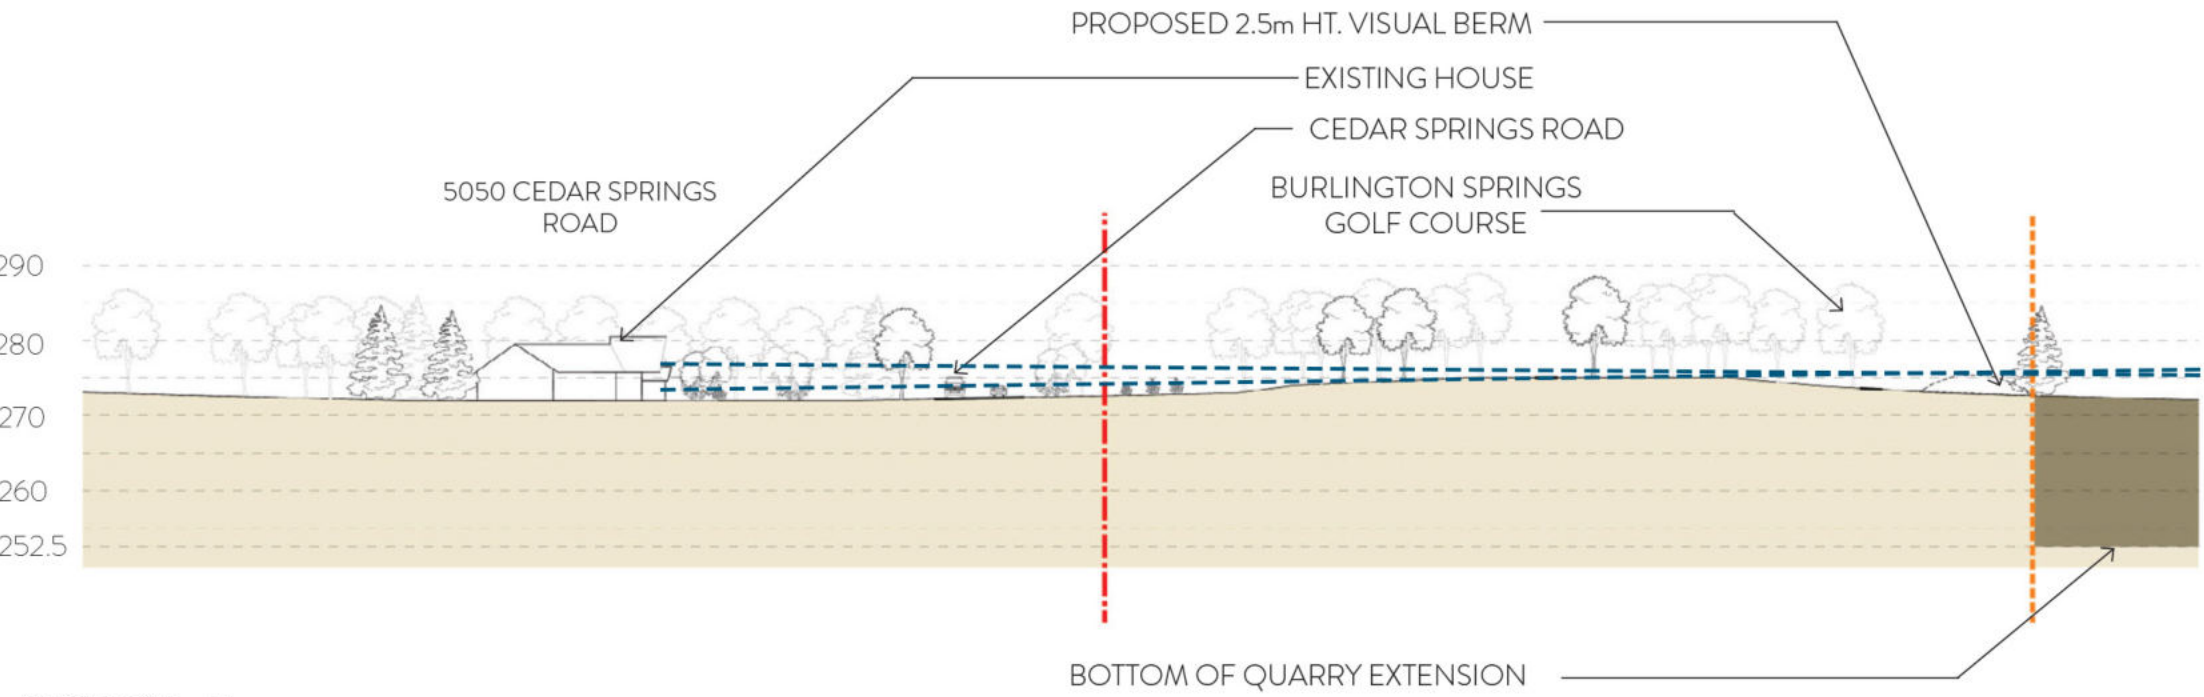 PROPOSED 2.5m HT. VISUAL BERM
EXISTING HOUSE
CEDAR SPRINGS ROAD
5050 CEDAR SPRINGS
ROAD
BURLINGTON SPRINGS
GOLF COURSE
290
280
270
260
252.5
BOTTOM OF QUARRY EXTENSION